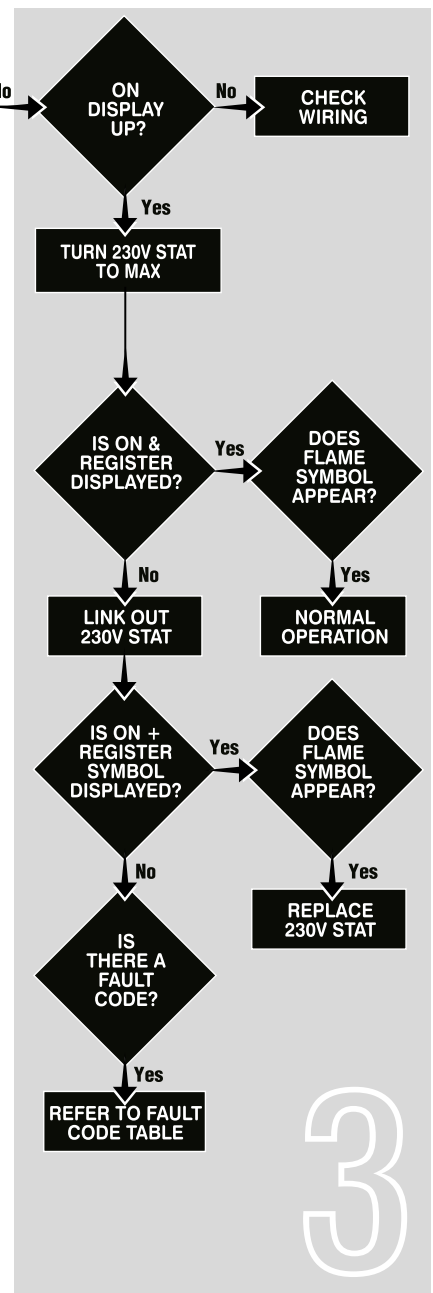 ON
DISPLAY
UP?
No
CHECK
WIRING
Yes
TURN 230V STAT
TO MAX
IS ON &
REGISTER
DISPLAYED?
Yes
DOES
FLAME
SYMBOL
APPEAR?
No
Yes
LINK OUT
230V STAT
NORMAL
OPERATION
IS ON +
REGISTER
SYMBOL
DISPLAYED?
Yes
DOES
FLAME
SYMBOL
APPEAR?
No
Yes
REPLACE
230V STAT
IS
THERE A
FAULT
CODE?
Yes
REFER TO FAULT
CODE TABLE
3